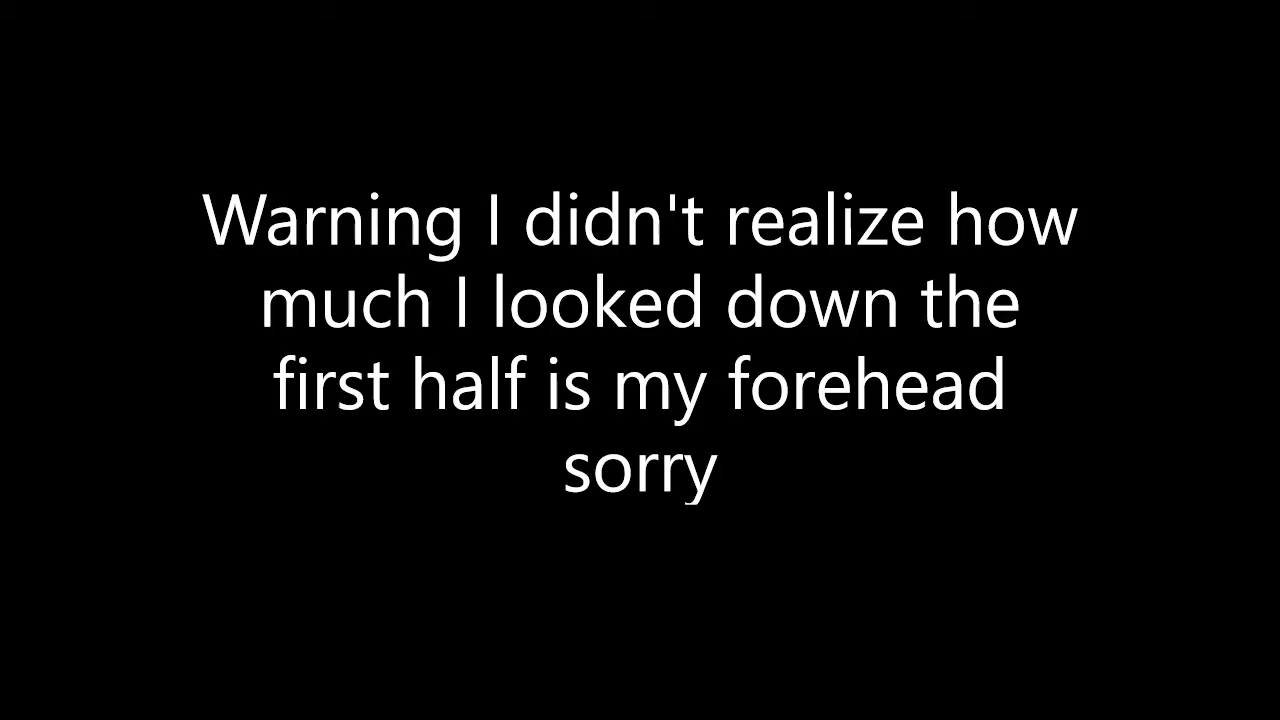 Warning I didn't realize how
much I looked down the
first half is my forehead
sorry